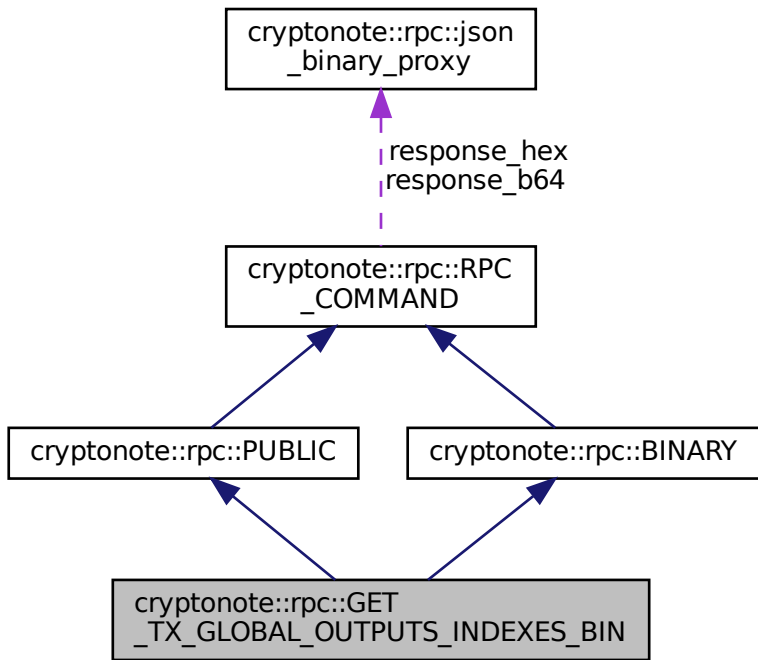 cryptonote::rpc::json
_binary_proxy
response_hex
response_b64
cryptonote::rpc::RPC
_COMMAND
cryptonote::rpc::PUBLIC
cryptonote::rpc::BINARY
cryptonote::rpc::GET
_TX_GLOBAL_OUTPUTS_INDEXES_BIN